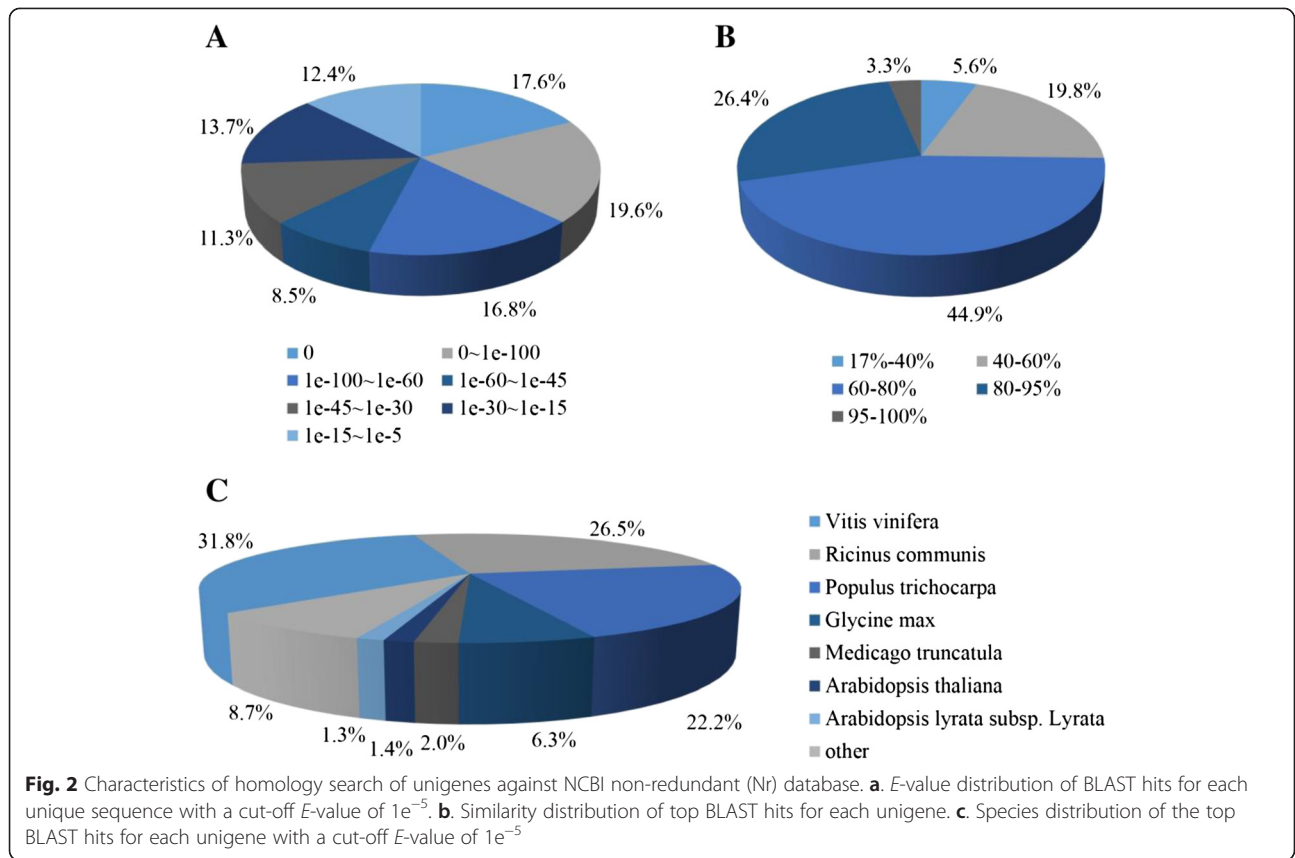 A
12.4%
17.6%
13.7%
19.6%
11.3%
8.5%
16.8%
0
0~1e-100
1e-100~1e-60
1e-60~1e-45
1e-45~1e-30
1e-30~1e-15
1e-15~1e-5
B
3.3%
5.6%
26.4%
19.8%
44.9%
17%-40%
40-60%
60-80%
80-95%
95-100%
C
31.8%
26.5%
8.7%
1.3%
1.4%
2.0%
6.3%
22.2%
Vitis vinifera
Ricinus communis
Populus trichocarpa
Glycine max
Medicago truncatula
Arabidopsis thaliana
Arabidopsis lyrata subsp. Lyrata
other
Fig. 2 Characteristics of homology search of unigenes against NCBI non-redundant (Nr) database. a. E-value distribution of BLAST hits for each
unique sequence with a cut-off E-value of 1e⁻⁵. b. Similarity distribution of top BLAST hits for each unigene. c. Species distribution of the top
BLAST hits for each unigene with a cut-off E-value of 1e⁻⁵